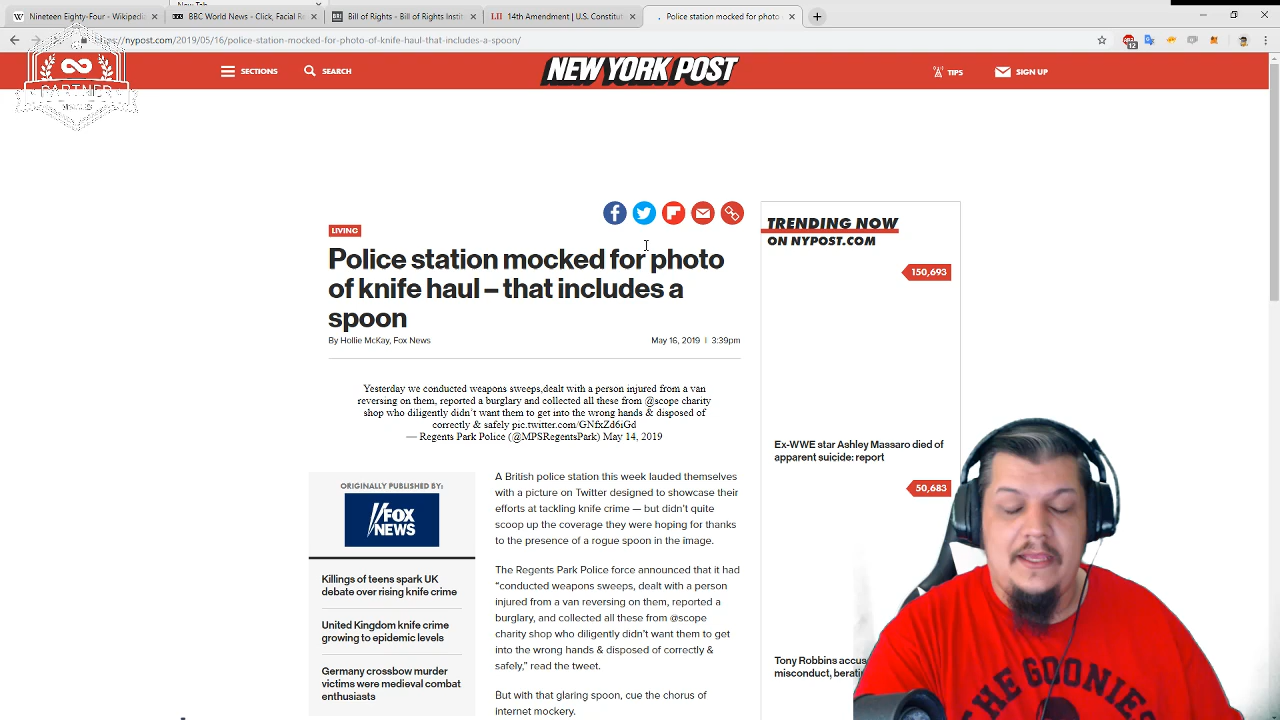 Nineteen Eighty-Four - Wikipedi
BBC World News - Click, Facial Re
Bill of Rights - Bill of Rights Insti
14th Amendment | U.S. Constitut
Police station mocked for photo
nypost.com/2019/05/16/police-station-mocked-for-photo-of-knife-haul-that-includes-a-spoon/
12
PARTNER
SECTIONS
SEARCH
NEW YORK POST
TIPS
SIGN UP
LIVING
Police station mocked for photo
of knife haul – that includes a
spoon
By Hollie McKay, Fox News
May 16, 2019 | 3:39pm
Yesterday we conducted weapons sweeps,dealt with a person injured from a van
reversing on them, reported a burglary and collected all these from @scope charity
shop who diligently didn´t want them to get into the wrong hands & disposed of
correctly & safely pic.twitter.com/GNfxZd6iGd
— Regents Park Police (@MPSRegentsPark) May 14, 2019
ORIGINALLY PUBLISHED BY:
FOX
NEWS
Killings of teens spark UK
debate over rising knife crime
United Kingdom knife crime
growing to epidemic levels
Germany crossbow murder
victims were medieval combat
enthusiasts
A British police station this week lauded themselves
with a picture on Twitter designed to showcase their
efforts at tackling knife crime — but didn't quite
scoop up the coverage they were hoping for thanks
to the presence of a rogue spoon in the image.
The Regents Park Police force announced that it had
“conducted weapons sweeps, dealt with a person
injured from a van reversing on them, reported a
burglary, and collected all these from @scope
charity shop who diligently didn't want them to get
into the wrong hands & disposed of correctly &
safely,” read the tweet.
But with that glaring spoon, cue the chorus of
internet mockery.
TRENDING NOW
ON NYPOST.COM
150,693
Ex-WWE star Ashley Massaro died of
apparent suicide: report
50,683
Tony Robbins accus
misconduct, berati
THE GOONIES